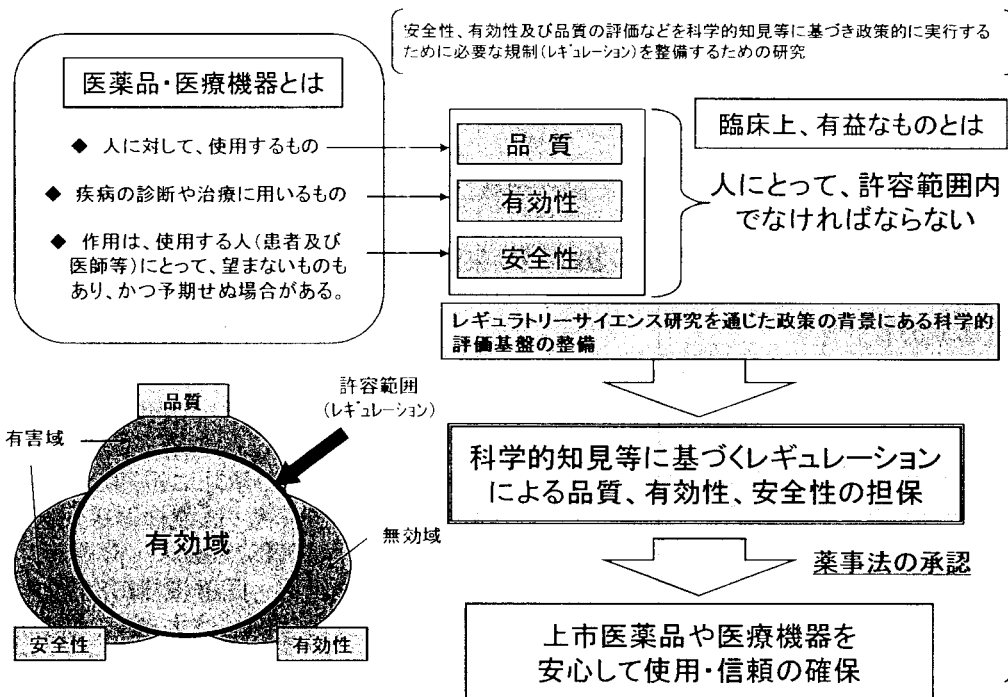 安全性、有効性及び品質の評価などを科学的知見等に基づき政策的に実行する
ために必要な規制(レギュレーション)を整備するための研究
医薬品・医療機器とは
◆ 人に対して、使用するもの
◆ 疾病の診断や治療に用いるもの
◆ 作用は、使用する人(患者及び
医師等)にとって、望まないものも
あり、かつ予期せぬ場合がある。
品 質
有効性
安全性
臨床上、有益なものとは
人にとって、許容範囲内
でなければならない
レギュラトリーサイエンス研究を通じた政策の背景にある科学的
評価基盤の整備
科学的知見等に基づくレギュレーション
による品質、有効性、安全性の担保
薬事法の承認
上市医薬品や医療機器を
安心して使用・信頼の確保
品質
許容範囲
(レギュレーション)
有害域
有効域
無効域
安全性
有効性